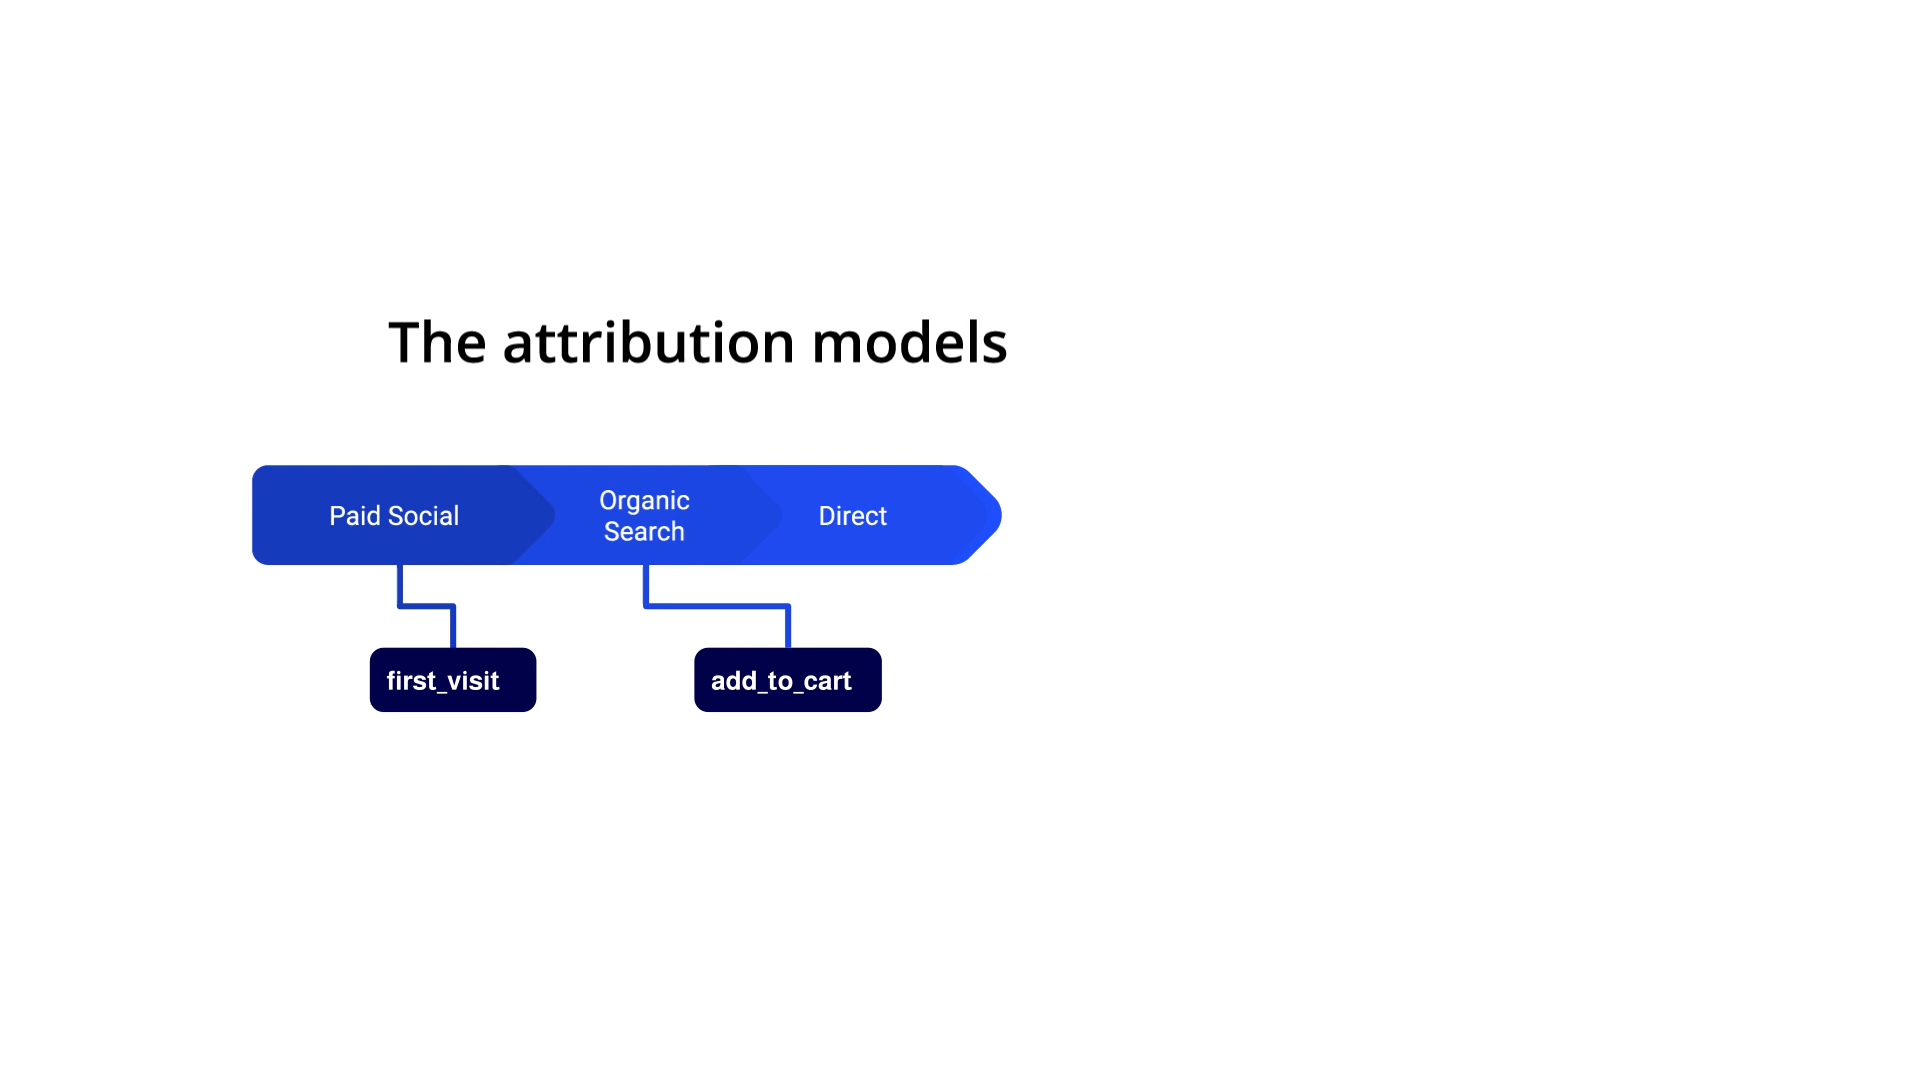 The attribution models
Paid Social
Organic
Search
Direct
first_visit
add_to_cart